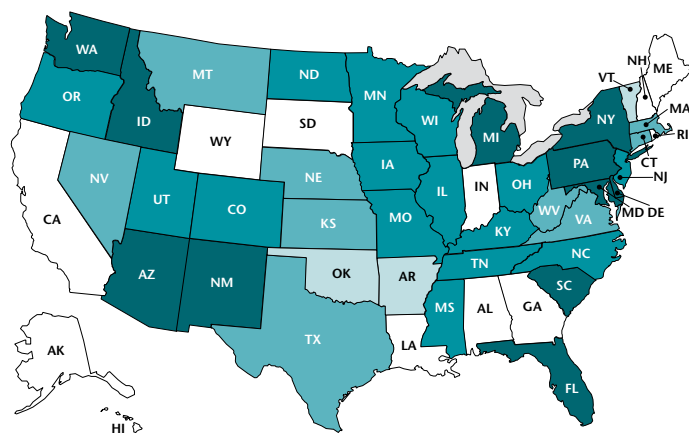 WA
MT
ND
MN
OR
ID
WY
SD
WI
MI
NY
VT
NH
ME
MA
RI
CT
NJ
MD DE
PA
NV
UT
CA
CO
NE
IA
IL
IN
OH
WV
VA
KS
MO
KY
AZ
NM
OK
AR
TN
NC
SC
TX
LA
MS
AL
GA
FL
AK
HI